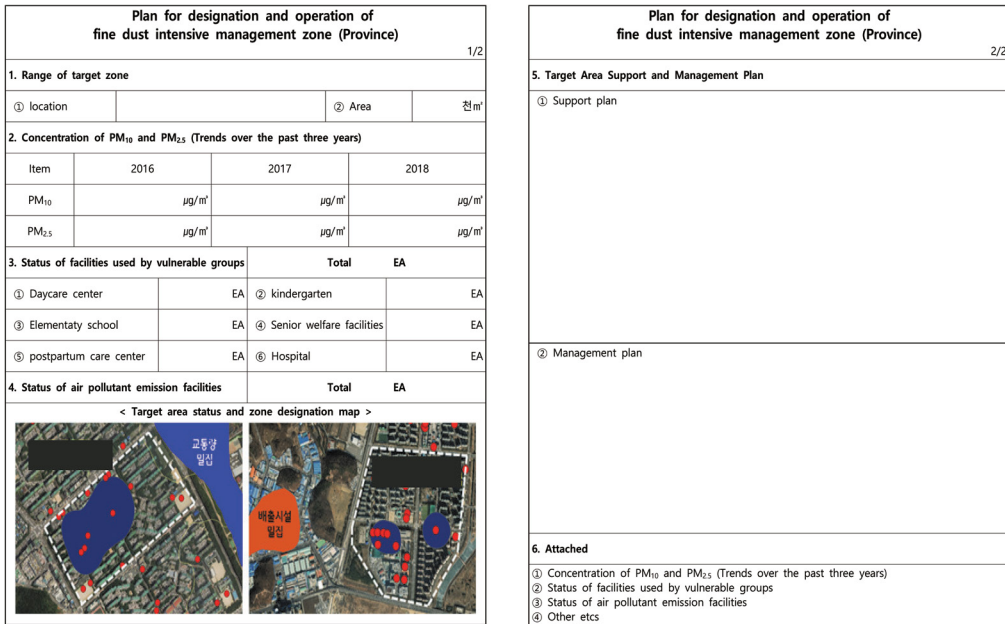 Plan for designation and operation of
fine dust intensive management zone (Province)
1/2
1. Range of target zone
① location ② Area 천㎡
2. Concentration of PM₁₀ and PM₂.₅ (Trends over the past three years)
Item 2016 2017 2018
PM₁₀ μg/㎥ μg/㎥ μg/㎥
PM₂.₅ μg/㎥ μg/㎥ μg/㎥
3. Status of facilities used by vulnerable groups Total EA
① Daycare center EA ② kindergarten EA
③ Elementaty school EA ④ Senior welfare facilities EA
⑤ postpartum care center EA ⑥ Hospital EA
4. Status of air pollutant emission facilities Total EA
< Target area status and zone designation map >
교통량
밀집
배출시설
밀집
Plan for designation and operation of
fine dust intensive management zone (Province)
2/2
5. Target Area Support and Management Plan
① Support plan
② Management plan
6. Attached
① Concentration of PM₁₀ and PM₂.₅ (Trends over the past three years)
② Status of facilities used by vulnerable groups
③ Status of air pollutant emission facilities
④ Other etcs